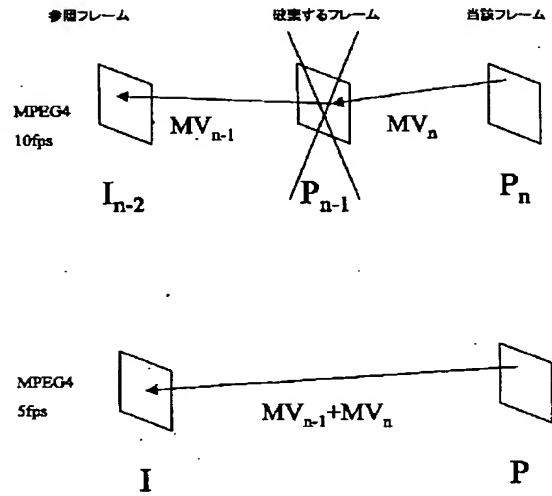 参照フレーム 破棄するフレーム 当該フレーム
MPEG4
10fps
MVn-1 MVn
In-2 Pn-1 Pn
MPEG4
5fps
MVn-1+MVn
I P